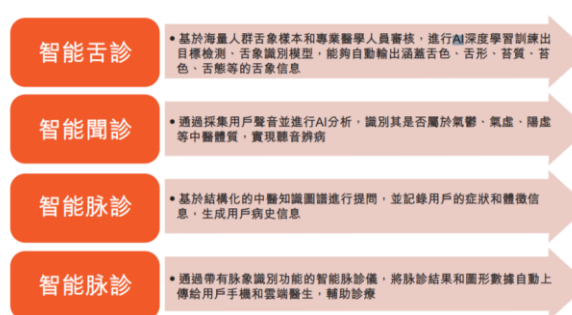 智能舌診
• 基於海量人群舌象樣本和專業醫學人員審核，進行AI深度學習訓練出
目標檢測、舌象識別模型，能夠自動輸出涵蓋舌色、舌形、苔質、苔
色、舌態等的舌象信息
智能聞診
• 通過採集用戶聲音並進行AI分析，識別其是否屬於氣鬱、氣虛、陽虛
等中醫體質，實現聽音辨病
智能脉診
• 基於結構化的中醫知識圖譜進行提問，並記錄用戶的症狀和體徵信
息，生成用戶病史信息
智能脉診
• 通過帶有脉象識別功能的智能脉診儀，將脉診結果和圖形數據自動上
傳給用戶手機和雲端醫生，輔助診療